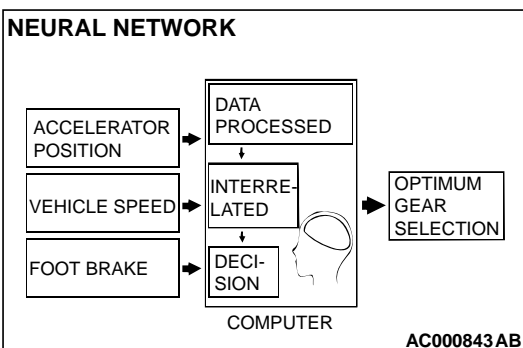 NEURAL NETWORK
ACCELERATOR
POSITION
VEHICLE SPEED
FOOT BRAKE
DATA
PROCESSED
INTERRE-
LATED
DECI-
SION
COMPUTER
OPTIMUM
GEAR
SELECTION
AC000843AB